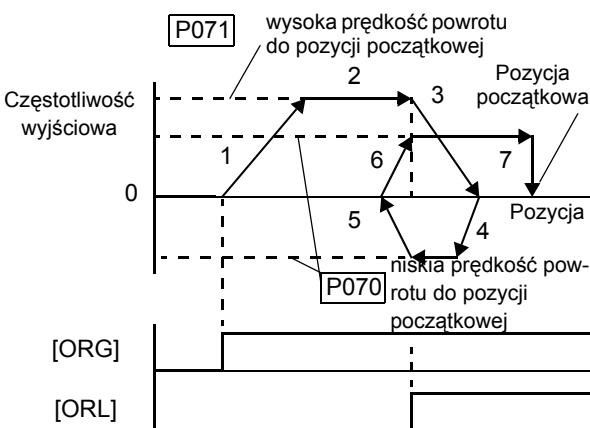 P071
wysoka prędkość powrotu
do pozycji początkowej
Częstotliwość
wyjściowa
0
1
2
3
4
5
6
7
Pozycja
początkowa
Pozycja
P070
niskia prędkość pow-
rotu do pozycji
początkowej
[ORG]
[ORL]